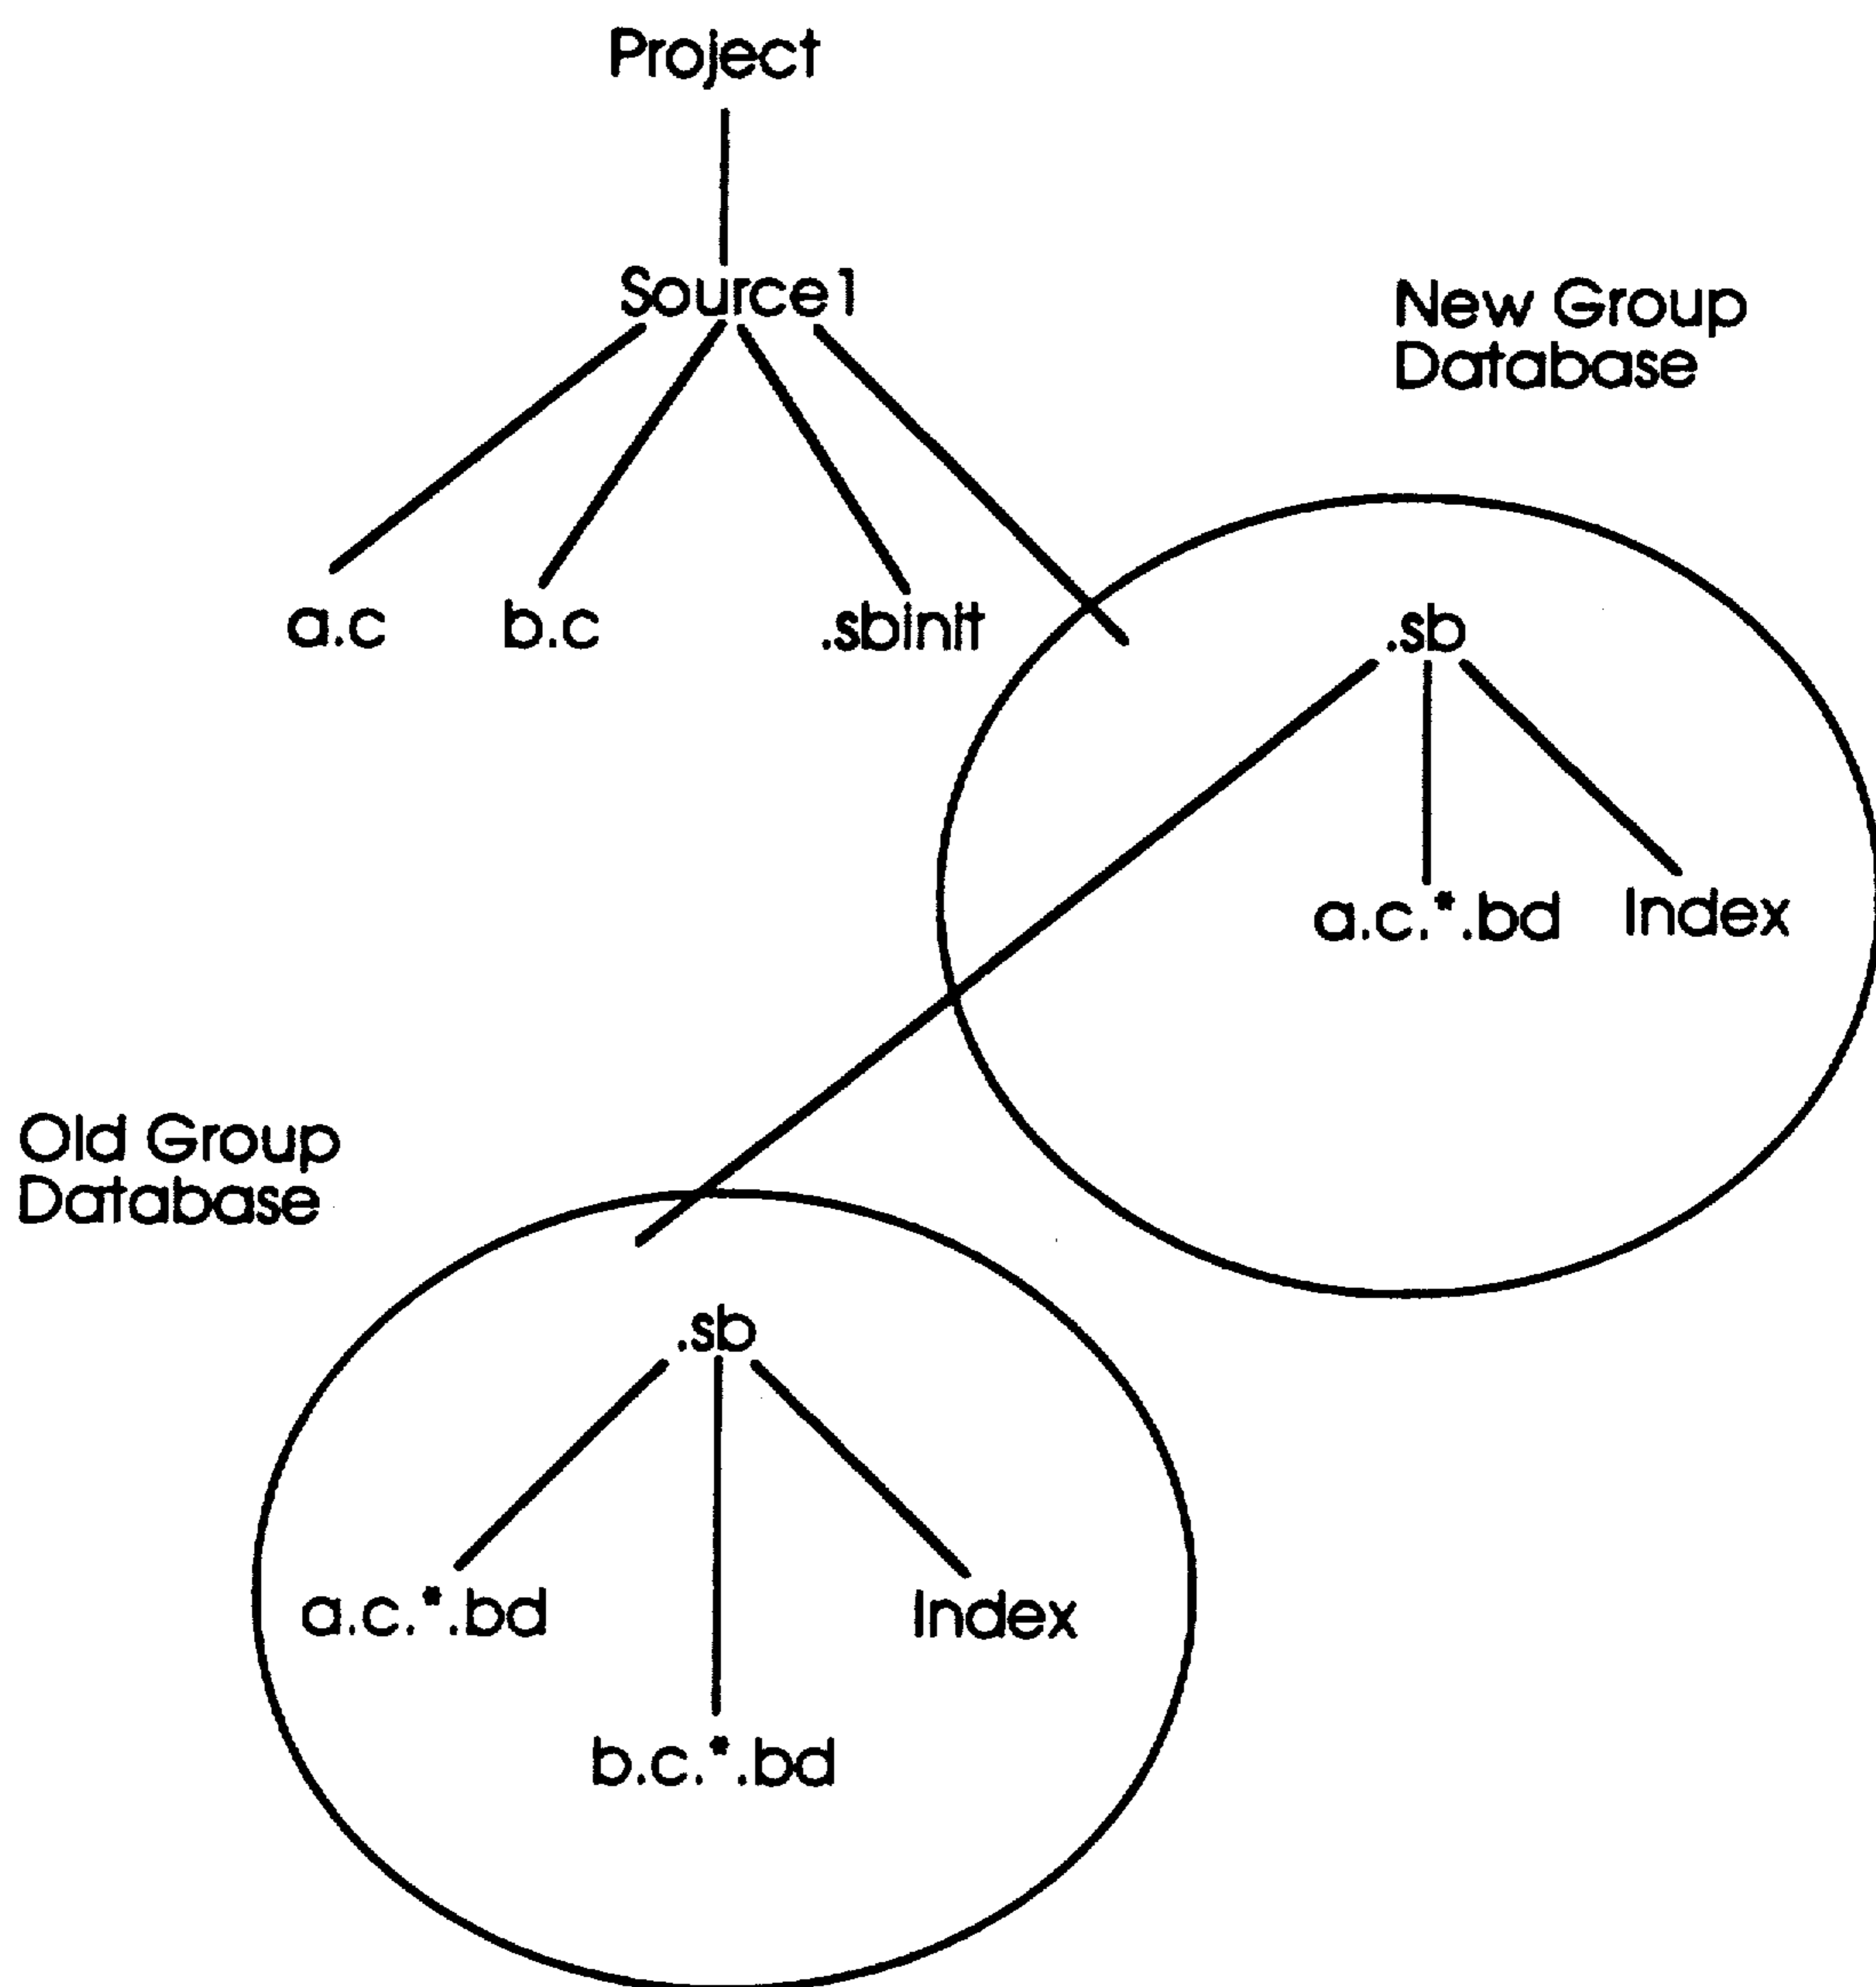 Project
Source1
New Group
Database
a.c
b.c
.sbinit
.sb
a.c.*.bd
Index
Old Group
Database
.sb
a.c.*.bd
Index
b.c.*.bd